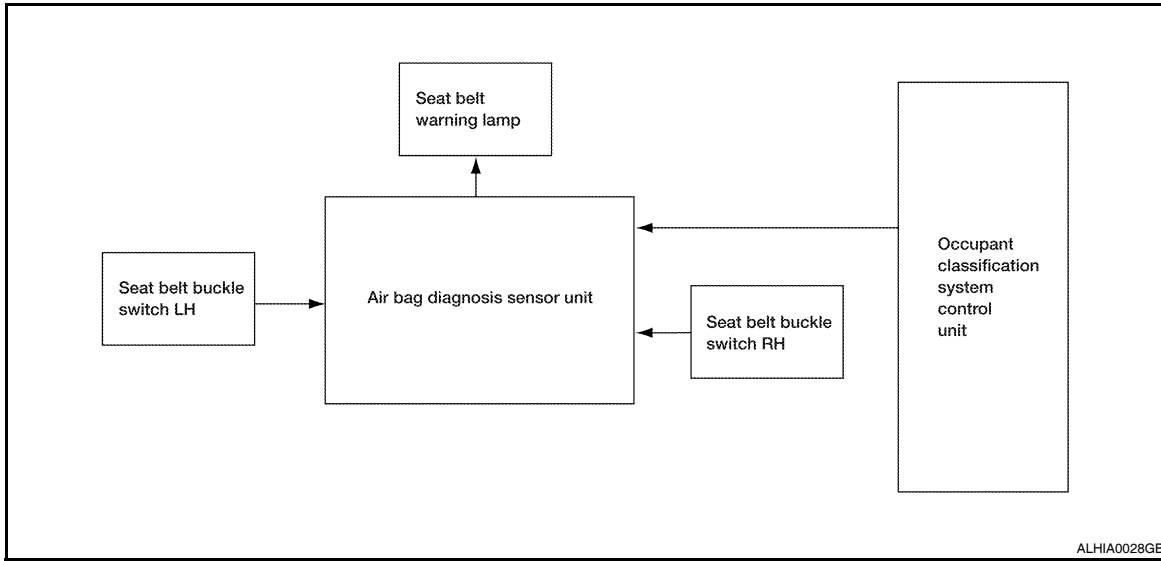 Seat belt
warning lamp
Seat belt buckle
switch LH
Air bag diagnosis sensor unit
Seat belt buckle
switch RH
Occupant
classification
system
control
unit
ALHIA0028GB